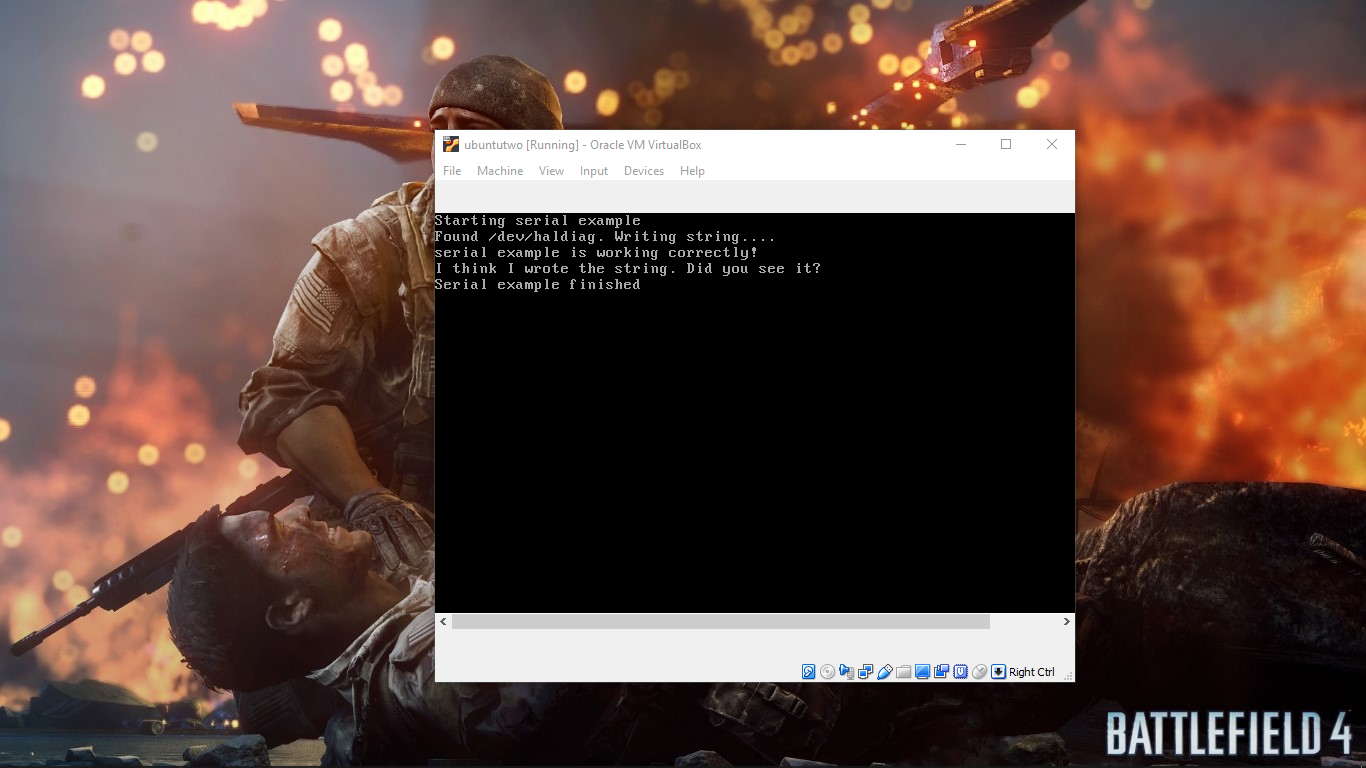 ubuntutwo [Running] - Oracle VM VirtualBox
File Machine View Input Devices Help
Starting serial example
Found /dev/haldiag. Writing string....
serial example is working correctly!
I think I wrote the string. Did you see it?
Serial example finished
Right Ctrl
BATTLEFIELD 4